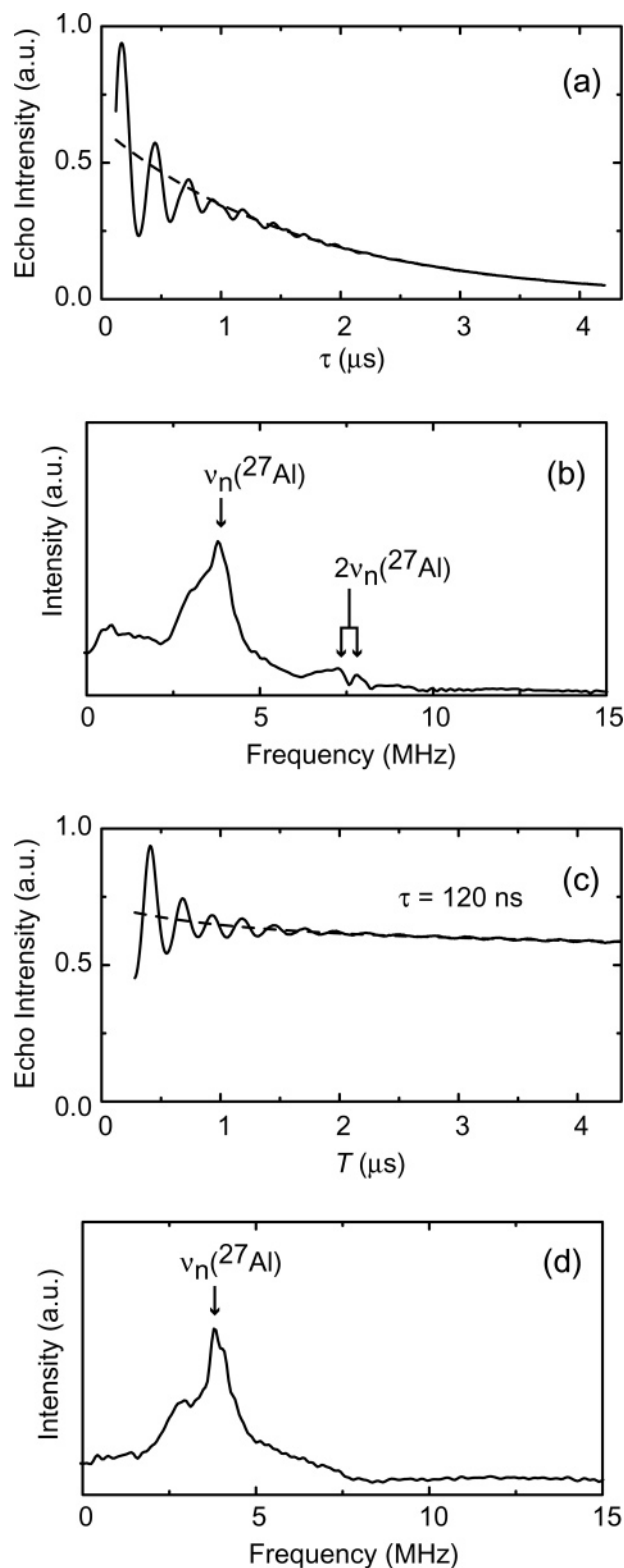 1.0
0.5
0.0
Echo Intrensity (a.u.)
(a)
0 1 2 3 4
τ (μs)
Intensity (a.u.)
νn(27Al)
2νn(27Al)
(b)
0 5 10 15
Frequency (MHz)
1.0
0.5
0.0
Echo Intrensity (a.u.)
(c)
τ = 120 ns
0 1 2 3 4
T (μs)
Intensity (a.u.)
νn(27Al)
(d)
0 5 10 15
Frequency (MHz)